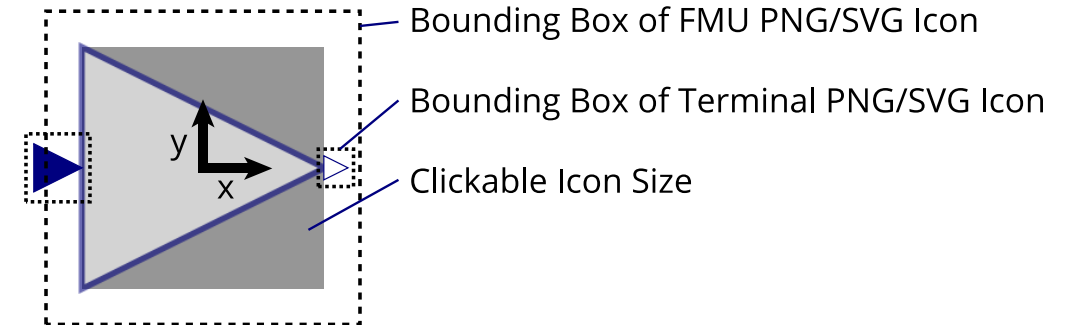 Bounding Box of FMU PNG/SVG Icon
Bounding Box of Terminal PNG/SVG Icon
y
x
Clickable Icon Size